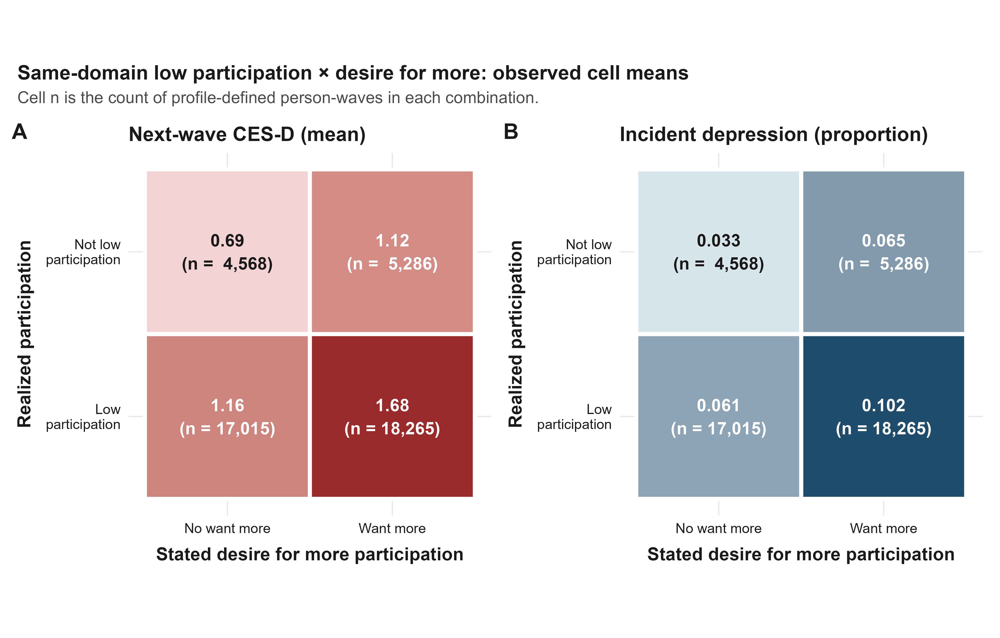 Same-domain low participation × desire for more: observed cell means
Cell n is the count of profile-defined person-waves in each combination.
A
Next-wave CES-D (mean)
Realized participation
Not low
participation
0.69
(n =  4,568)
1.12
(n =  5,286)
Low
participation
1.16
(n = 17,015)
1.68
(n = 18,265)
No want more
Want more
Stated desire for more participation
B
Incident depression (proportion)
Realized participation
Not low
participation
0.033
(n =  4,568)
0.065
(n =  5,286)
Low
participation
0.061
(n = 17,015)
0.102
(n = 18,265)
No want more
Want more
Stated desire for more participation